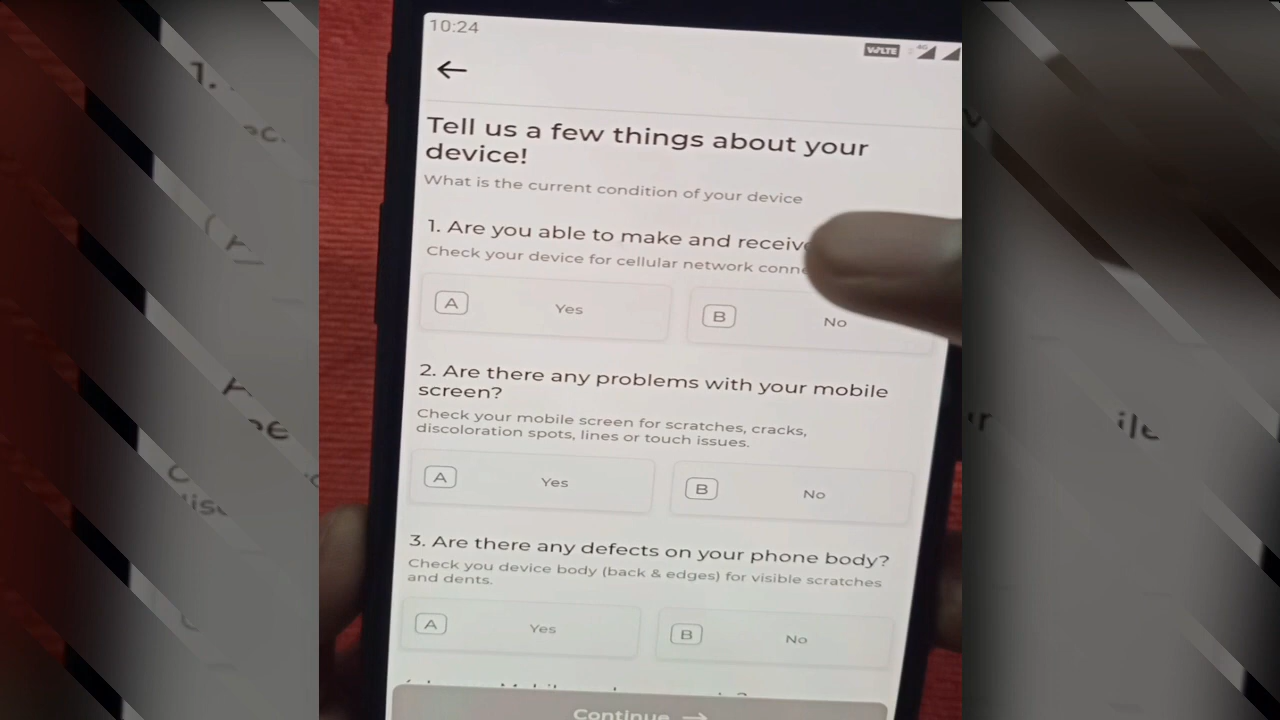 10:24
VoLTE
4G
Tell us a few things about your
device!
What is the current condition of your device
1. Are you able to make and receive
Check your device for cellular network
A Yes
B No
2. Are there any problems with your mobile
screen?
Check your mobile screen for scratches, cracks,
discoloration spots, lines or touch issues.
A Yes
B No
3. Are there any defects on your phone body?
Check you device body (back & edges) for visible scratches
and dents.
A Yes
B No
Continue →